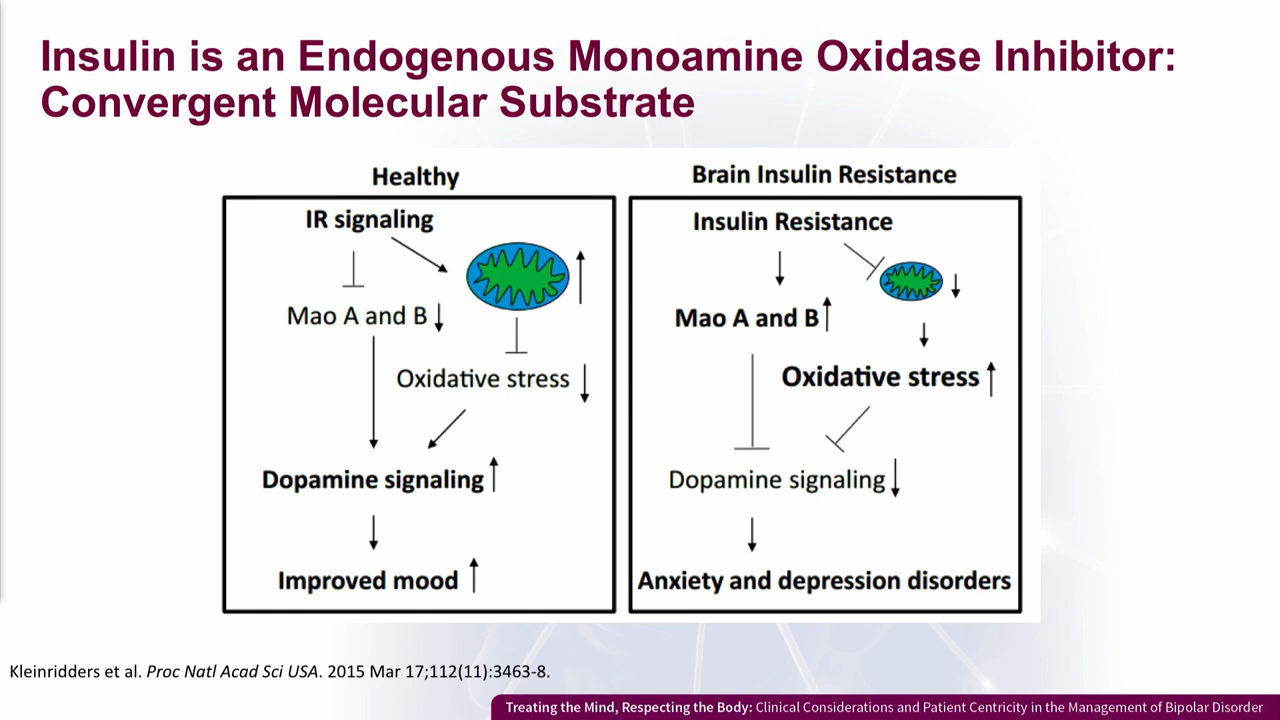 Insulin is an Endogenous Monoamine Oxidase Inhibitor:
Convergent Molecular Substrate
Healthy
IR signaling
Mao A and B
Oxidative stress
Dopamine signaling
Improved mood
Brain Insulin Resistance
Insulin Resistance
Mao A and B
Oxidative stress
Dopamine signaling
Anxiety and depression disorders
Kleinridders et al. Proc Natl Acad Sci USA. 2015 Mar 17;112(11):3463-8.
Treating the Mind, Respecting the Body: Clinical Considerations and Patient Centricity in the Management of Bipolar Disorder